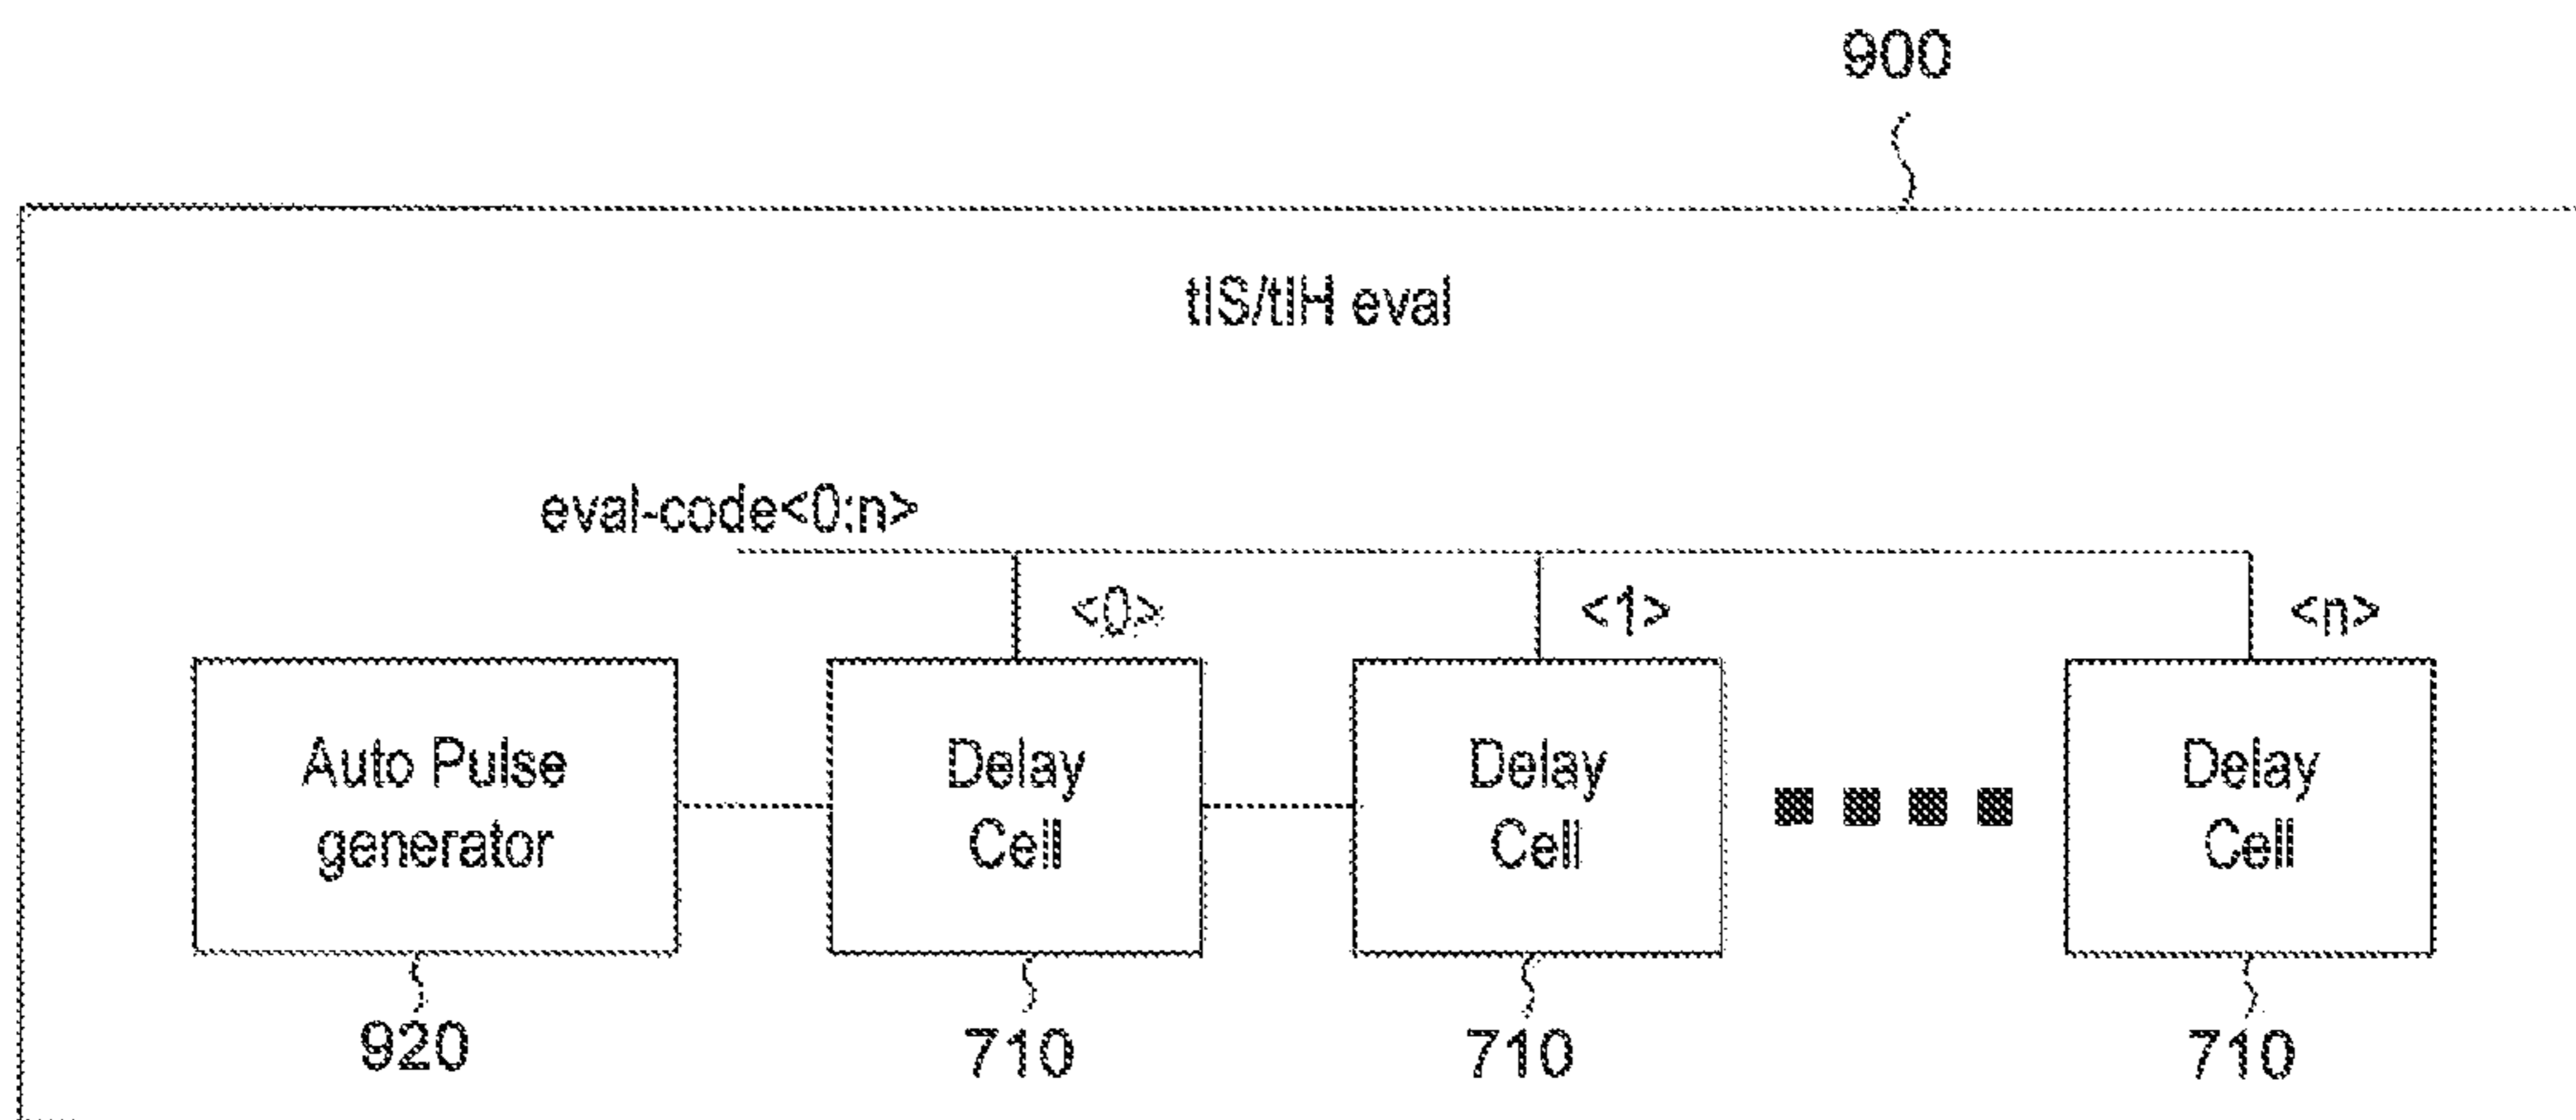 900
tIS/tIH eval
eval-code<0:n>
<0>
<1>
<n>
Auto Pulse
generator
Delay
Cell
Delay
Cell
Delay
Cell
920
710
710
710